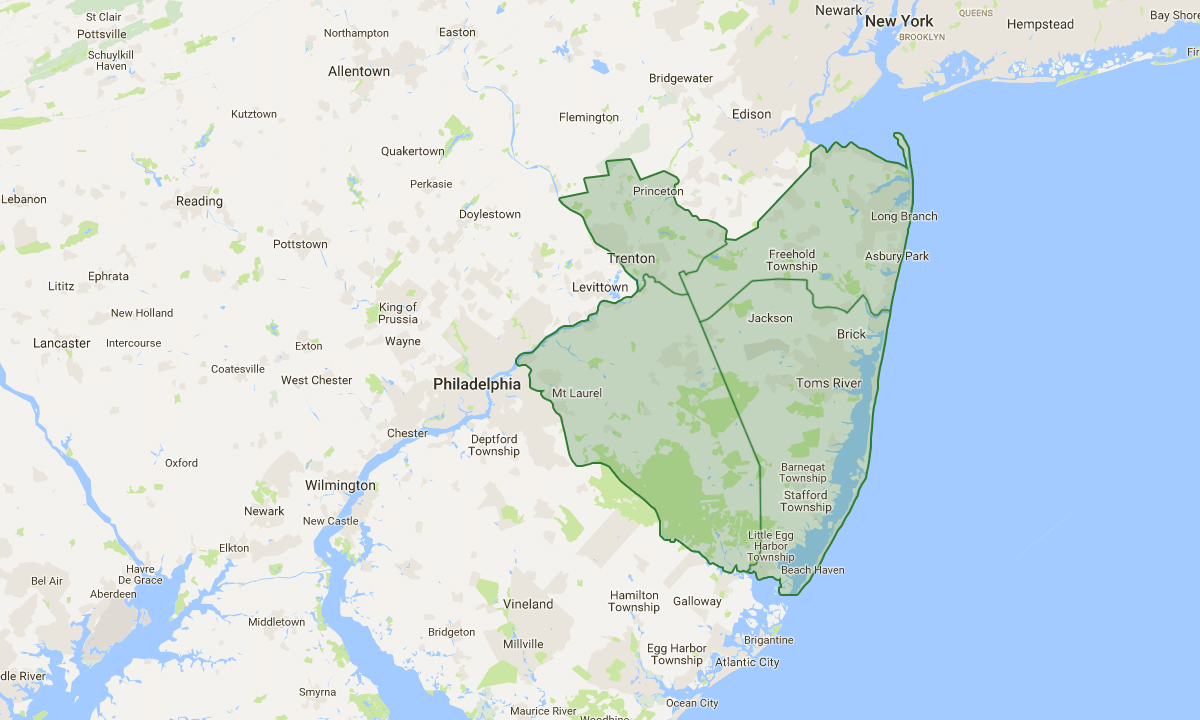 St Clair
Pottsville
Schuylkill
Haven
Northampton
Easton
Allentown
Newark
New York
QUEENS
BROOKLYN
Hempstead
Bay Shore
Bridgewater
Edison
Flemington
Kutztown
Quakertown
Perkasie
Lebanon
Reading
Doylestown
Princeton
Long Branch
Pottstown
Trenton
Freehold
Township
Asbury Park
Ephrata
Lititz
Levittown
New Holland
King of
Prussia
Jackson
Brick
Lancaster
Intercourse
Exton
Wayne
Coatesville
West Chester
Philadelphia
Mt Laurel
Toms River
Chester
Deptford
Township
Oxford
Barnegat
Township
Wilmington
Stafford
Township
Newark
New Castle
Little Egg
Harbor
Township
Elkton
Havre
De Grace
Beach Haven
Bel Air
Aberdeen
Vineland
Hamilton
Township
Galloway
Middletown
Bridgeton
Millville
Brigantine
Egg Harbor
Township
Atlantic City
dle River
Smyrna
Ocean City
Maurice River
Woodbine